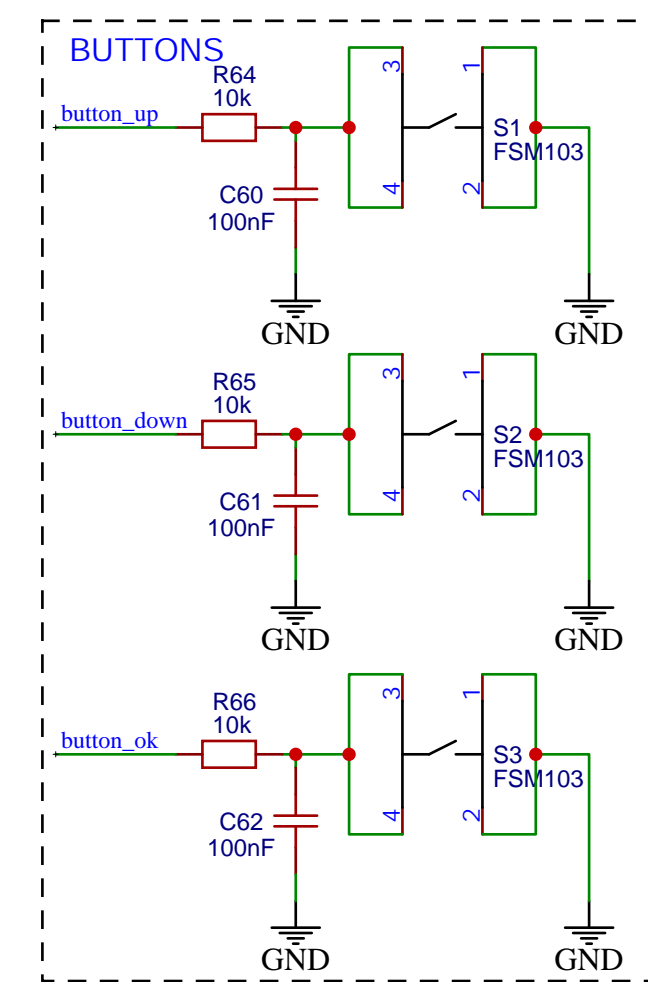 BUTTONS
R64
10k
button_up
3
1
S1
FSM103
C60
100nF
4
2
GND
GND
R65
10k
button_down
3
1
S2
FSM103
C61
100nF
4
2
GND
GND
R66
10k
button_ok
3
1
S3
FSM103
C62
100nF
4
2
GND
GND